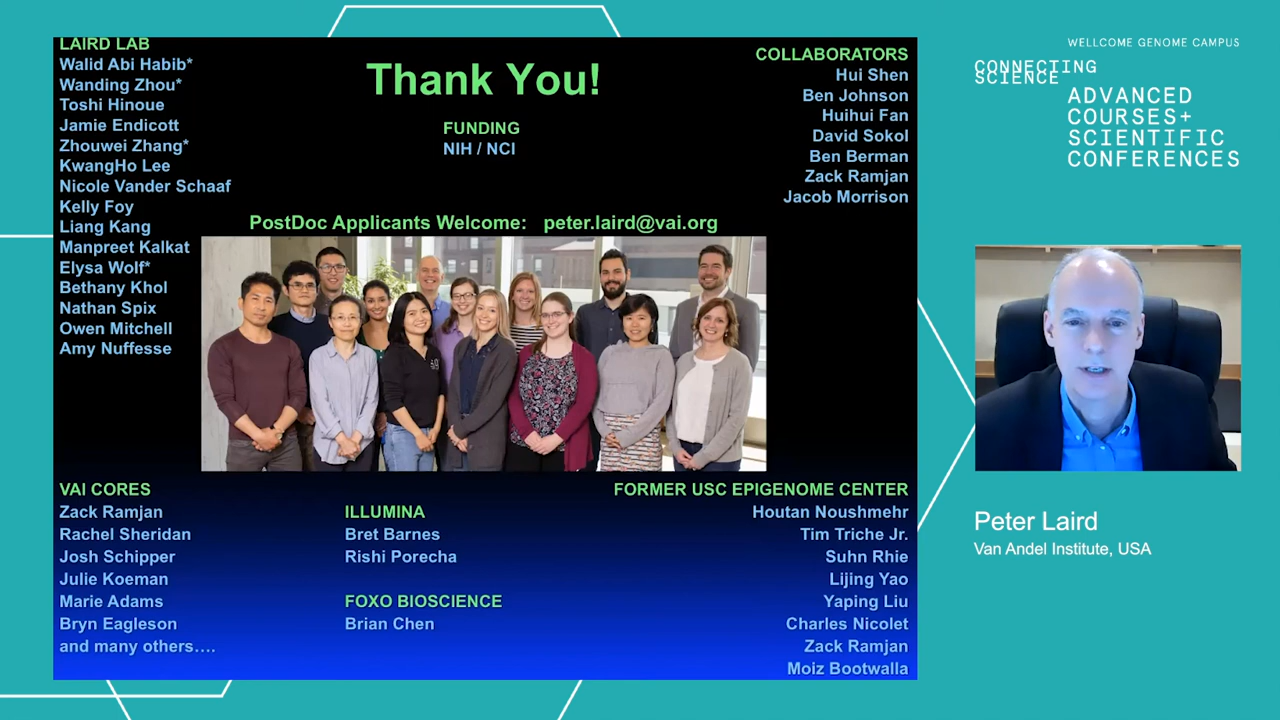 LAIRD LAB
Walid Abi Habib*
Wanding Zhou*
Toshi Hinoue
Jamie Endicott
Zhouwei Zhang*
KwangHo Lee
Nicole Vander Schaaf
Kelly Foy
Liang Kang
Manpreet Kalkat
Elysa Wolf*
Bethany Khol
Nathan Spix
Owen Mitchell
Amy Nuffesse
Thank You!
FUNDING
NIH / NCI
COLLABORATORS
Hui Shen
Ben Johnson
Huihui Fan
David Sokol
Ben Berman
Zack Ramjan
Jacob Morrison
PostDoc Applicants Welcome: peter.laird@vai.org
VAI CORES
Zack Ramjan
Rachel Sheridan
Josh Schipper
Julie Koeman
Marie Adams
Bryn Eagleson
and many others....
ILLUMINA
Bret Barnes
Rishi Porecha
FOXO BIOSCIENCE
Brian Chen
FORMER USC EPIGENOME CENTER
Houtan Noushmehr
Tim Triche Jr.
Suhn Rhie
Lijing Yao
Yaping Liu
Charles Nicolet
Zack Ramjan
Moiz Bootwalla
WELLCOME GENOME CAMPUS
CONNECTING
SCIENCE
ADVANCED
COURSES+
SCIENTIFIC
CONFERENCES
Peter Laird
Van Andel Institute, USA